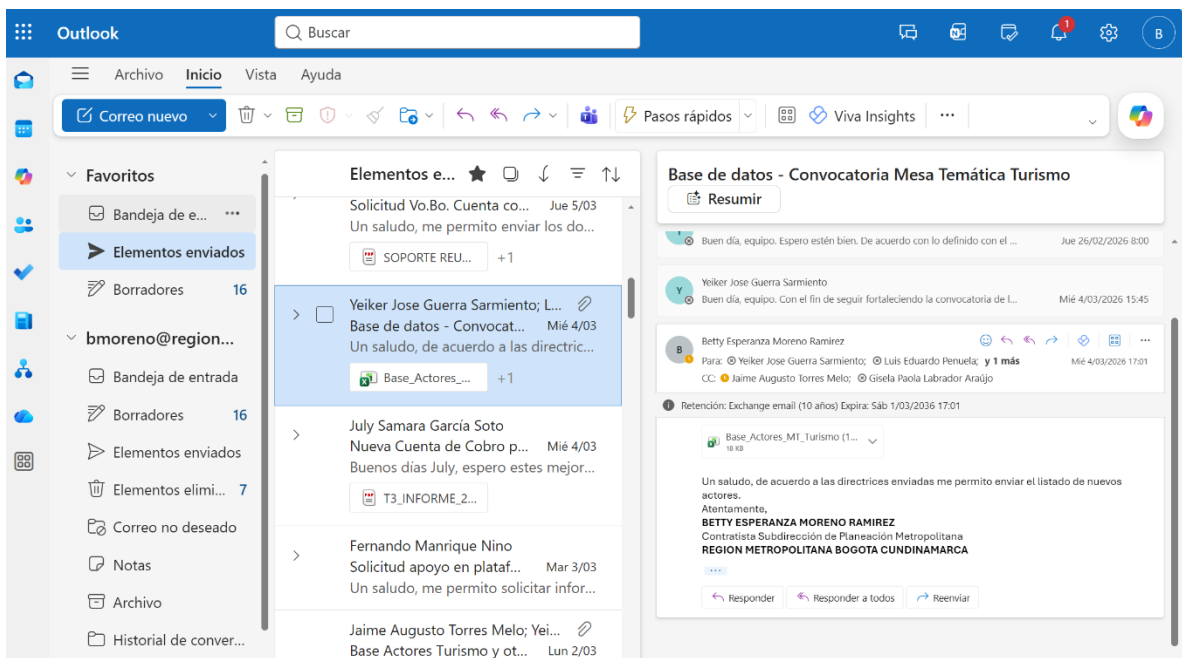 Outlook
Buscar
1
B
Archivo Inicio Vista Ayuda
Correo nuevo
Pasos rápidos
Viva Insights
Favoritos
Bandeja de e...
Elementos enviados
Borradores 16
bmoreno@region...
Bandeja de entrada
Borradores 16
Elementos enviados
Elementos elimi... 7
Correo no deseado
Notas
Archivo
Historial de conver...
Elementos e...
Solicitud Vo.Bo. Cuenta co... Jue 5/03
Un saludo, me permito enviar los do...
SOPORTE REU... +1
Yeiker Jose Guerra Sarmiento; L...
Base de datos - Convocat... Mié 4/03
Un saludo, de acuerdo a las directric...
Base_Actores_... +1
July Samara García Soto
Nueva Cuenta de Cobro p... Mié 4/03
Buenos días July, espero estes mejor...
T3_INFORME_2...
Fernando Manrique Nino
Solicitud apoyo en plataf... Mar 3/03
Un saludo, me permito solicitar infor...
Jaime Augusto Torres Melo; Yei...
Base Actores Turismo y ot... Lun 2/03
Base de datos - Convocatoria Mesa Temática Turismo
Resumir
Buen día, equipo. Espero estén bien. De acuerdo con lo definido con el ... Jue 26/02/2026 8:00
Y
Yeiker Jose Guerra Sarmiento
Buen día, equipo. Con el fin de seguir fortaleciendo la convocatoria de l... Mié 4/03/2026 15:45
B
Betty Esperanza Moreno Ramirez
Para: Yeiker Jose Guerra Sarmiento; Luis Eduardo Penuela; y 1 más Mié 4/03/2026 17:01
CC: Jaime Augusto Torres Melo; Gisela Paola Labrador Araújo
Retención: Exchange email (10 años) Expira: Sáb 1/03/2036 17:01
Base_Actores_MT_Turismo (1...
18 KB
Un saludo, de acuerdo a las directrices enviadas me permito enviar el listado de nuevos
actores.
Atentamente,
BETTY ESPERANZA MORENO RAMIREZ
Contratista Subdirección de Planeación Metropolitana
REGION METROPOLITANA BOGOTA CUNDINAMARCA
Responder
Responder a todos
Reenviar